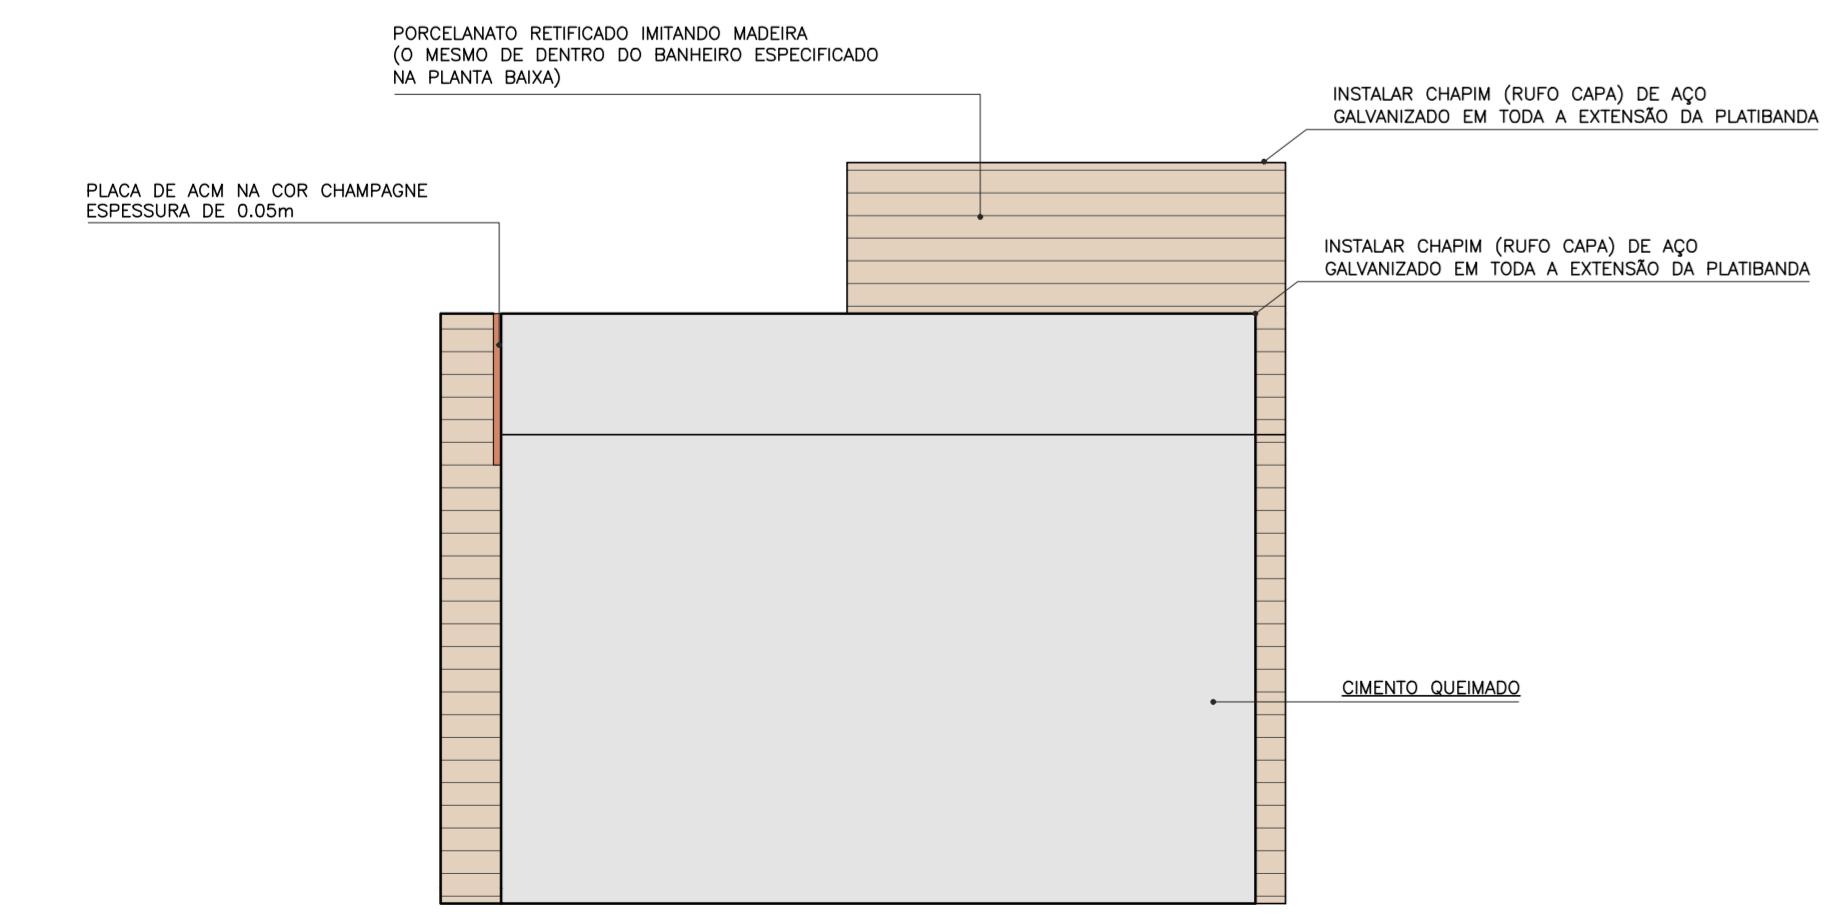 PORCELANATO RETIFICADO IMITANDO MADEIRA
(O MESMO DE DENTRO DO BANHEIRO ESPECIFICADO
NA PLANTA BAIXA)
INSTALAR CHAPIM (RUFO CAPA) DE AÇO
GALVANIZADO EM TODA A EXTENSÃO DA PLATIBANDA
PLACA DE ACM NA COR CHAMPAGNE
ESPESSURA DE 0.05m
INSTALAR CHAPIM (RUFO CAPA) DE AÇO
GALVANIZADO EM TODA A EXTENSÃO DA PLATIBANDA
CIMENTO QUEIMADO